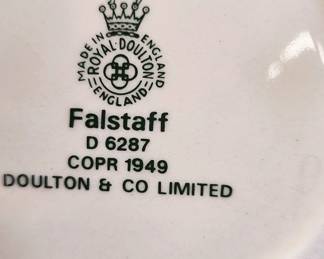 MADE IN ENGLAND
ROYAL·DOULTON
ENGLAND
Falstaff
D 6287
COPR 1949
DOULTON & CO LIMITED